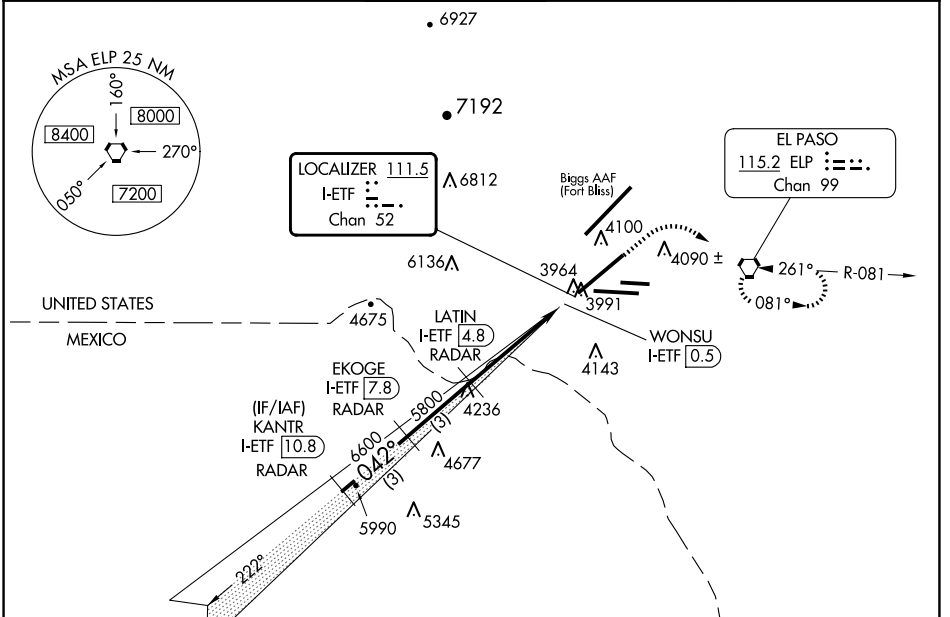 6927
MSA ELP 25 NM
160°
8400
8000
270°
050°
7200
7192
LOCALIZER 111.5
I-ETF
Chan 52
6812
Biggs AAF
(Fort Bliss)
4100
EL PASO
115.2 ELP
Chan 99
6136
4090 ±
3964
3991
261°
R-081
081°
UNITED STATES
MEXICO
4675
LATIN
I-ETF 4.8
RADAR
WONSU
I-ETF 0.5
4143
EKOGE
I-ETF 7.8
RADAR
5800
(3)
4236
(IF/IAF)
KANTR
I-ETF 10.8
RADAR
6600
042°
(3)
4677
5990
5345
222°